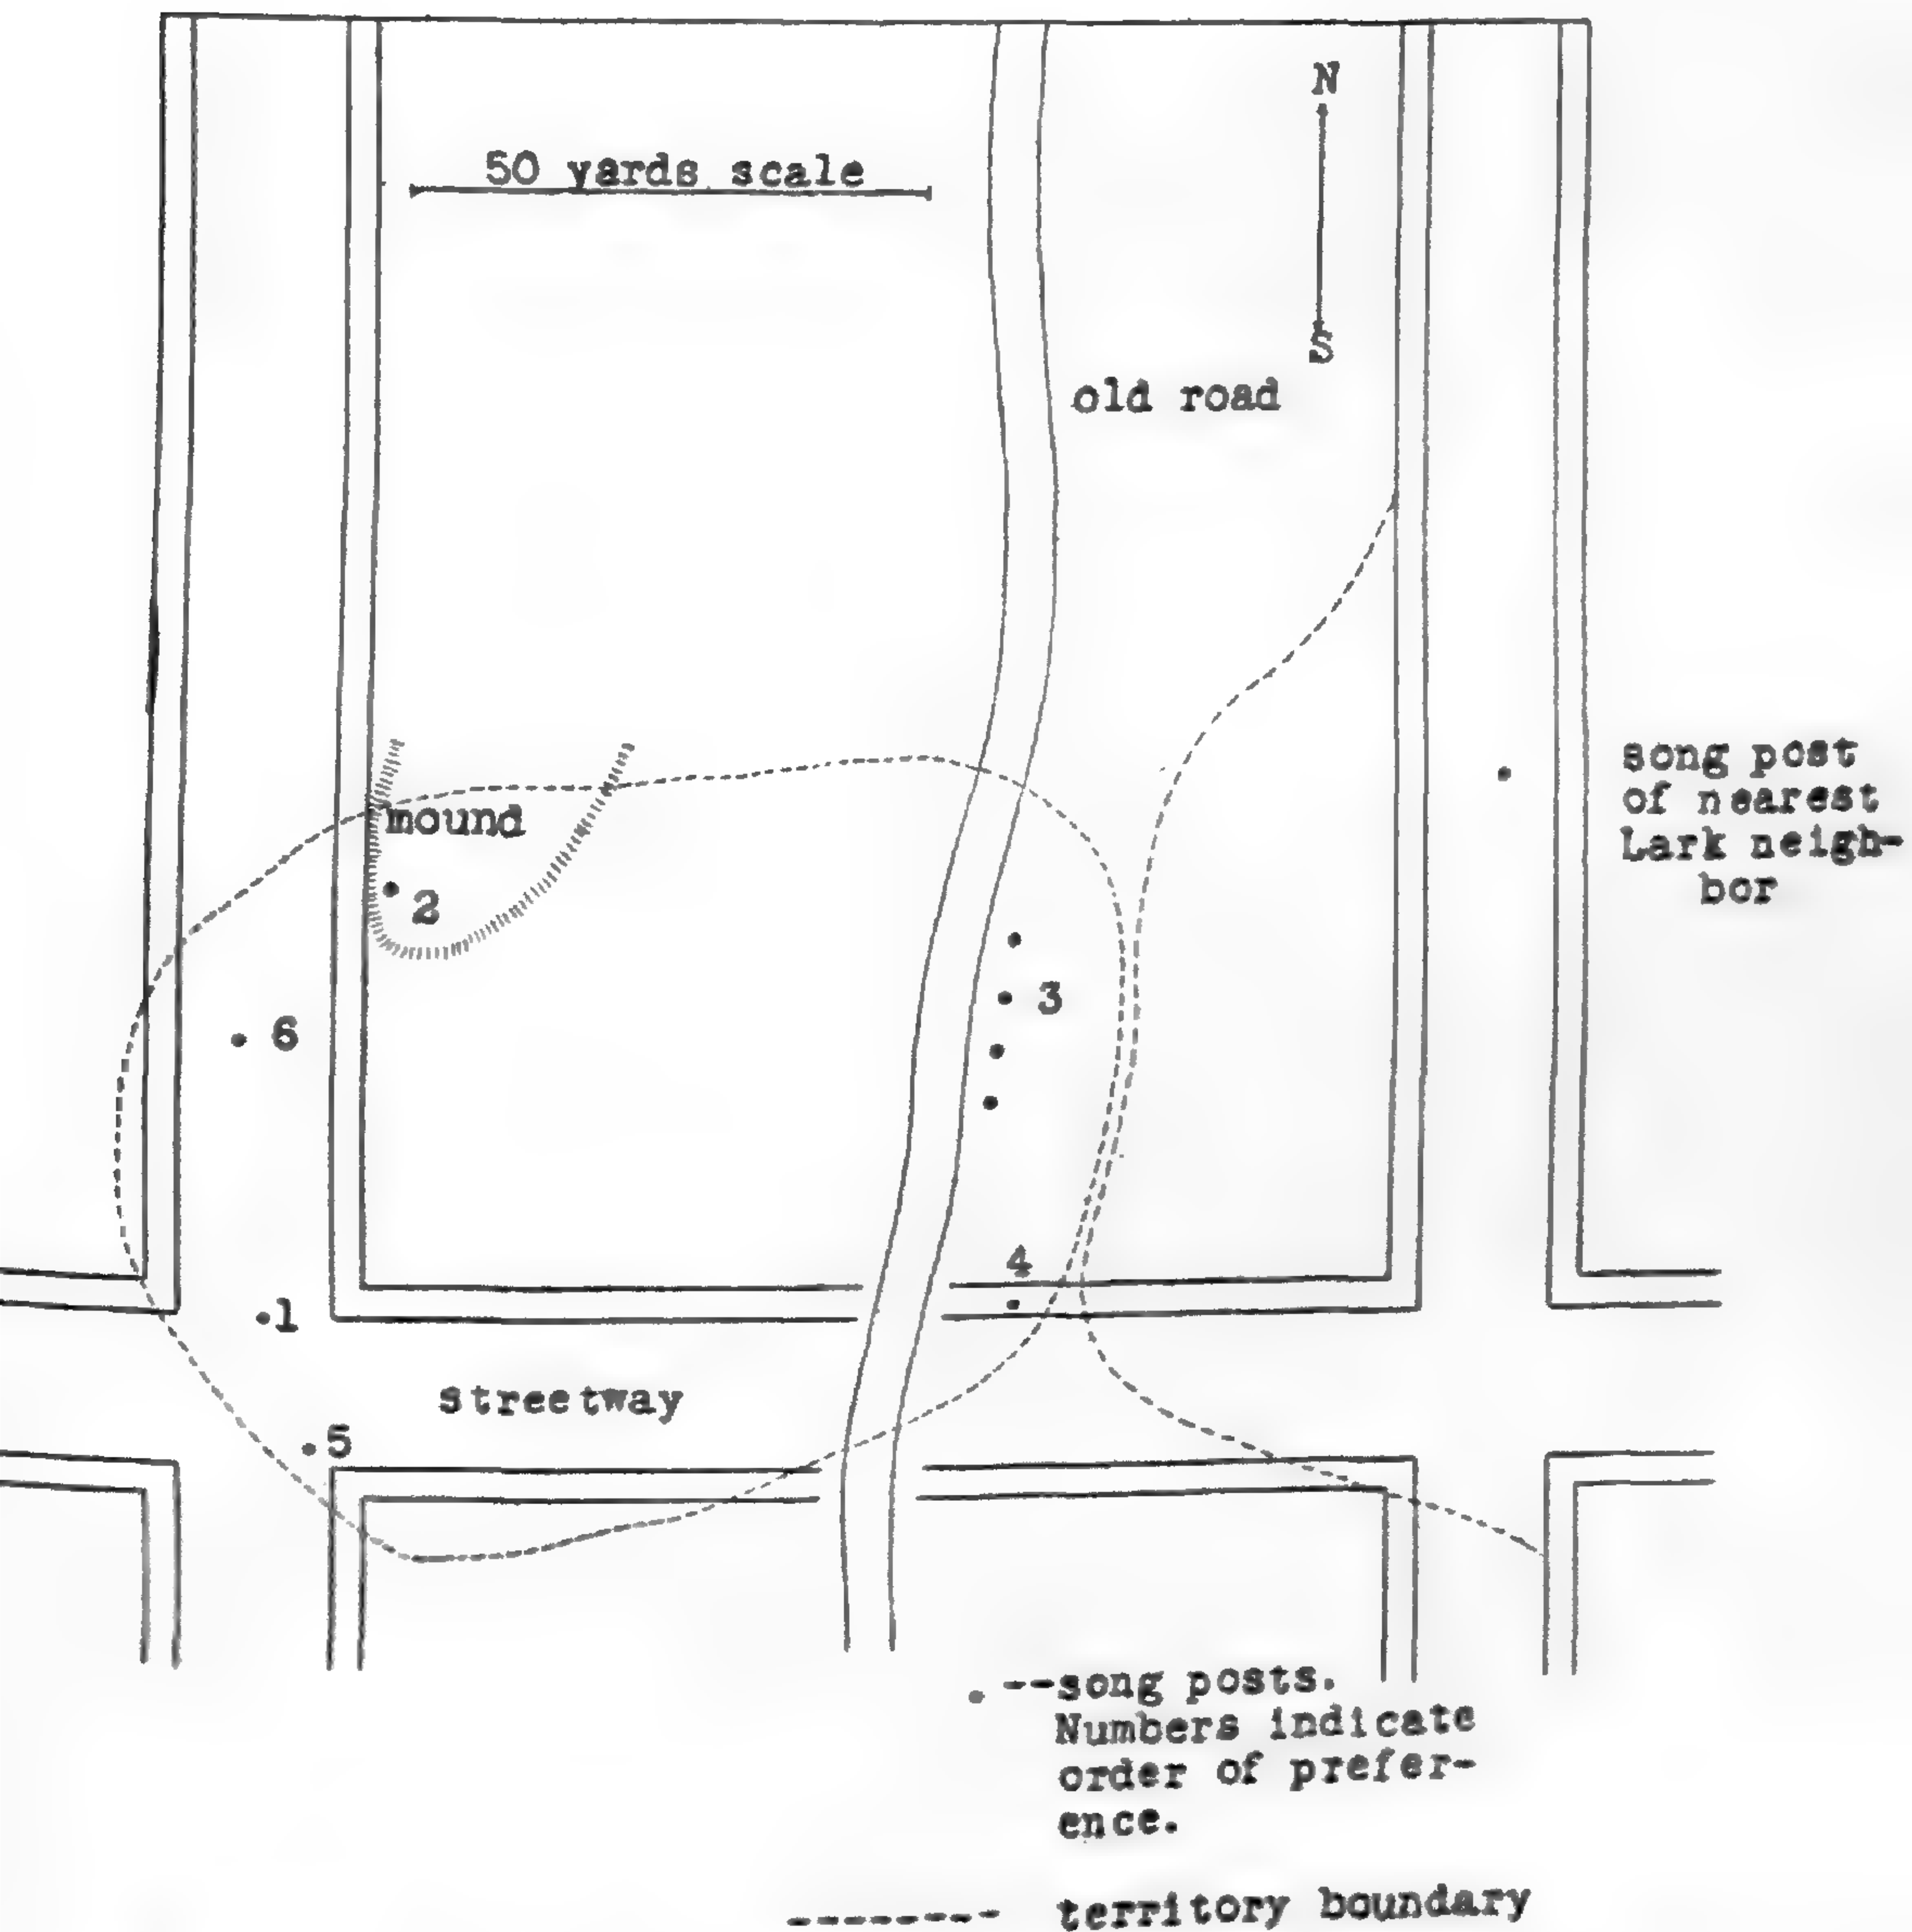 N
50 yards scale
S
old road
song post
of nearest
Lark neigh-
bor
mound
2
3
6
4
1
streetway
5
--song posts.
Numbers indicate
order of prefer-
ence.
territory boundary